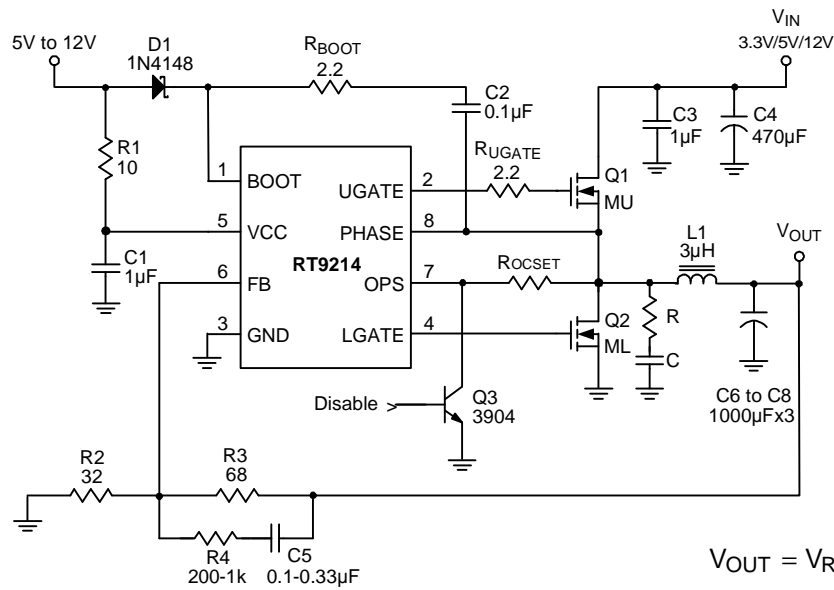 5V to 12V
D1
1N4148
RBOOT
2.2
C2
0.1µF
VIN
3.3V/5V/12V
C3
1µF
C4
470µF
R1
10
RUGATE
2.2
Q1
MU
1
BOOT
UGATE
2
5
VCC
PHASE
8
C1
1µF
RT9214
6
FB
OPS
7
ROCSET
L1
3µH
VOUT
3
GND
LGATE
4
Q2
ML
R
C
Disable
Q3
3904
C6 to C8
1000µFx3
R2
32
R3
68
R4
200-1k
C5
0.1-0.33µF
VOUT = VR